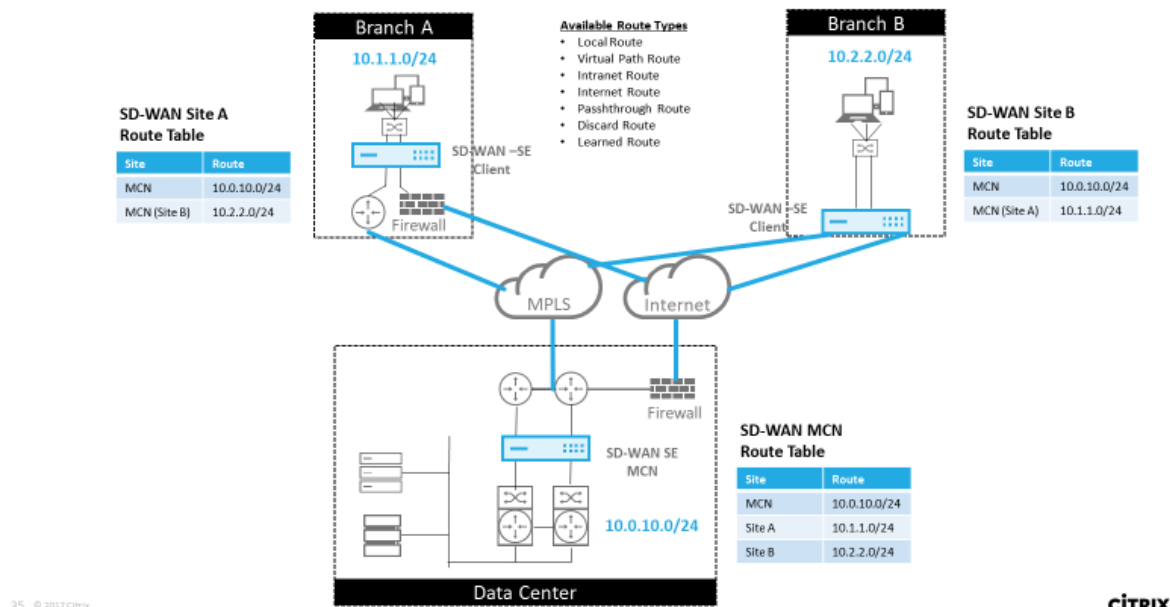 Branch A
10.1.1.0/24
SD-WAN –SE
Client
Firewall
Available Route Types
• Local Route
• Virtual Path Route
• Intranet Route
• Internet Route
• Passhthrough Route
• Discard Route
• Learned Route
Branch B
10.2.2.0/24
SD-WAN –SE
Client
SD-WAN Site A
Route Table
Site Route
MCN 10.0.10.0/24
MCN (Site B) 10.2.2.0/24
SD-WAN Site B
Route Table
Site Route
MCN 10.0.10.0/24
MCN (Site A) 10.1.1.0/24
MPLS
Internet
Firewall
SD-WAN SE
MCN
10.0.10.0/24
Data Center
SD-WAN MCN
Route Table
Site Route
MCN 10.0.10.0/24
Site A 10.1.1.0/24
Site B 10.2.2.0/24
35 © 2017 Citrix
CITRIX